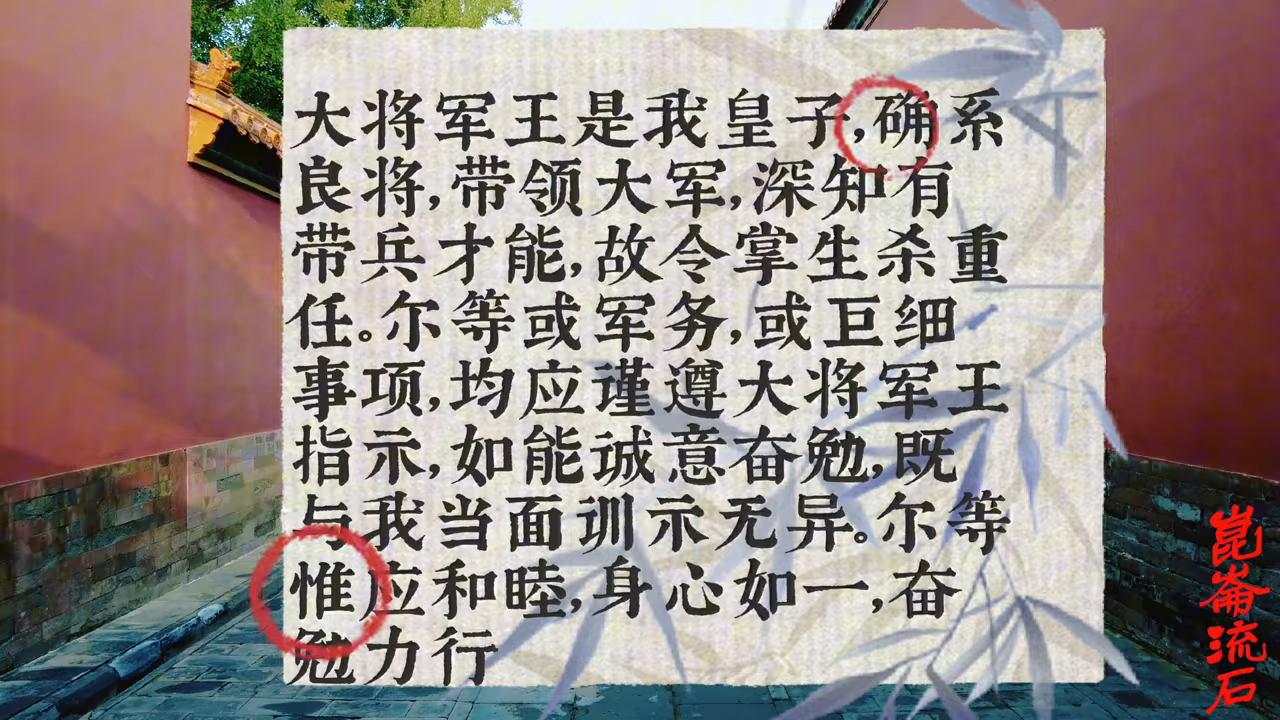 大将军王是我皇子,确系
良将,带领大军,深知有
带兵才能,故令掌生杀重
任。尔等或军务,或巨细
事项,均应谨遵大将军王
指示,如能诚意奋勉,既
与我当面训示无异。尔等
惟应和睦,身心如一,奋
勉力行
崑崙流石